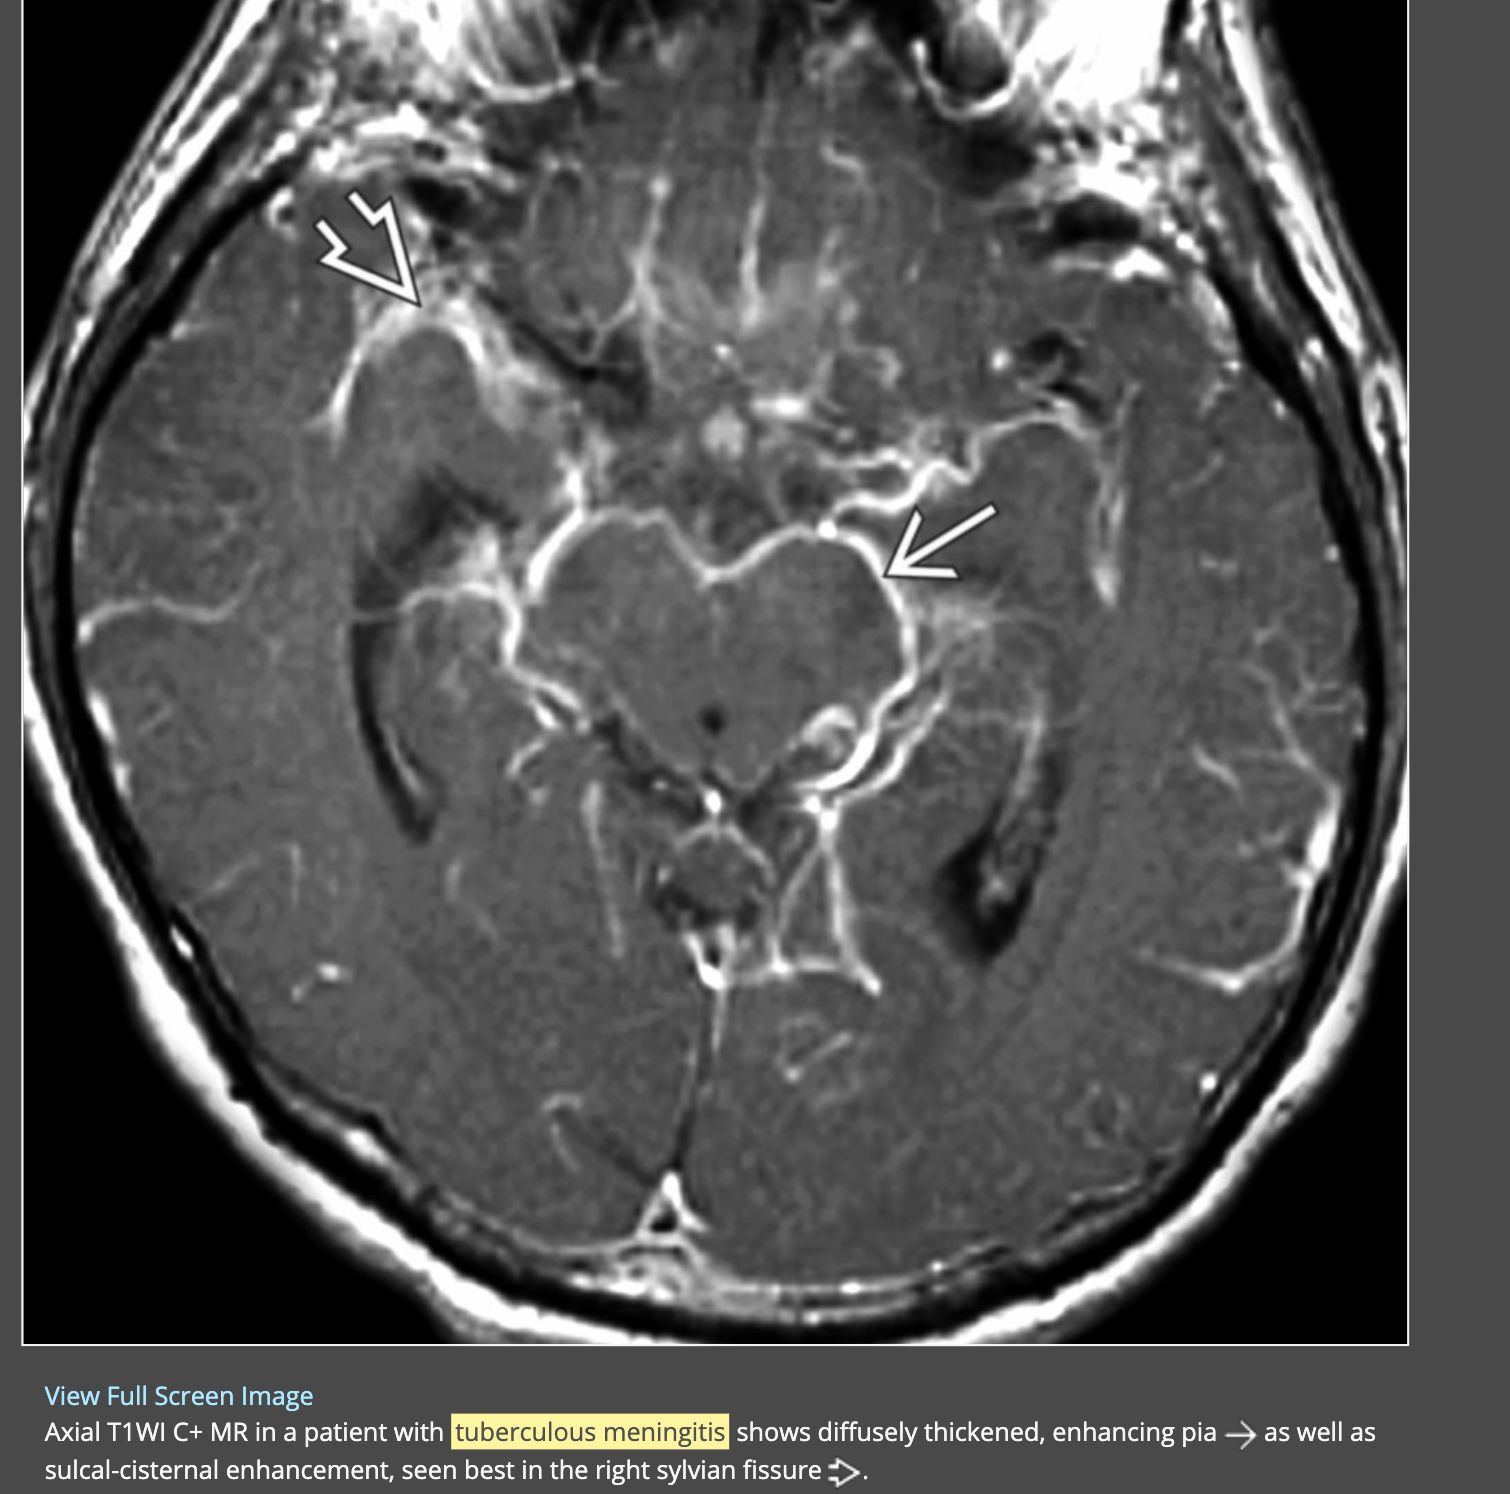 View Full Screen Image
Axial T1WI C+ MR in a patient with tuberculous meningitis shows diffusely thickened, enhancing pia as well as
sulcal-cisternal enhancement, seen best in the right sylvian fissure .